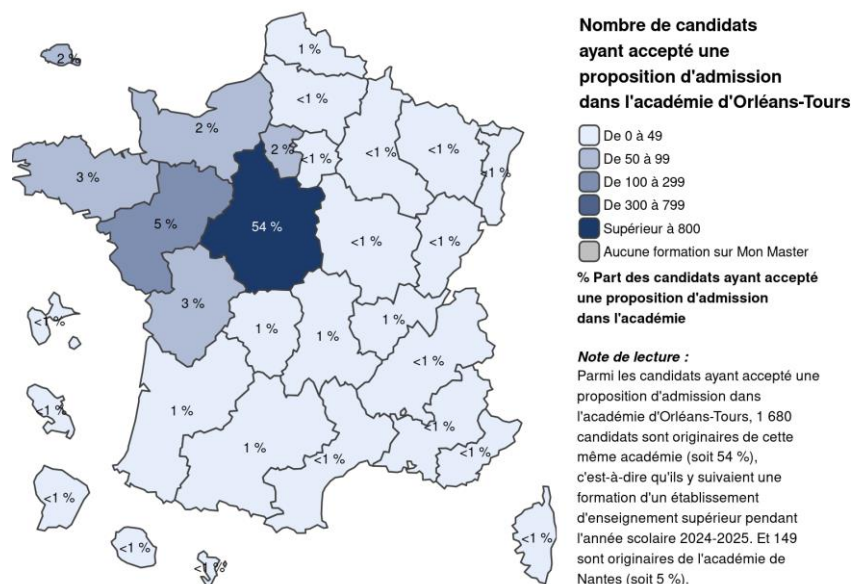 Nombre de candidats
ayant accepté une
proposition d'admission
dans l'académie d'Orléans-Tours
De 0 à 49
De 50 à 99
De 100 à 299
De 300 à 799
Supérieur à 800
Aucune formation sur Mon Master
% Part des candidats ayant accepté
une proposition d'admission
dans l'académie
Note de lecture :
Parmi les candidats ayant accepté une
proposition d'admission dans
l'académie d'Orléans-Tours, 1 680
candidats sont originaires de cette
même académie (soit 54 %),
c'est-à-dire qu'ils y suivaient une
formation d'un établissement
d'enseignement supérieur pendant
l'année scolaire 2024-2025. Et 149
sont originaires de l'académie de
Nantes (soit 5 %).
1 %
2 %
<1 %
2 %
2 %
<1 %
<1 %
<1 %
<1 %
3 %
5 %
54 %
<1 %
<1 %
3 %
<1 %
1 %
1 %
1 %
<1 %
<1 %
1 %
<1 %
1 %
<1 %
<1 %
<1 %
<1 %
<1 %
<1 %
<1 %